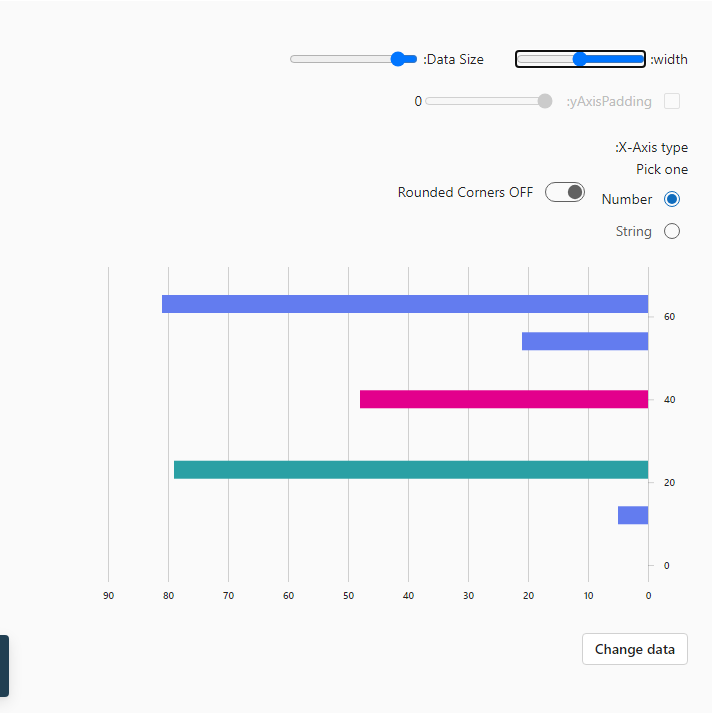 :width
:Data Size
:yAxisPadding
0
:X-Axis type
Pick one
Number
Rounded Corners OFF
String
60
40
20
0
90 80 70 60 50 40 30 20 10 0
Change data